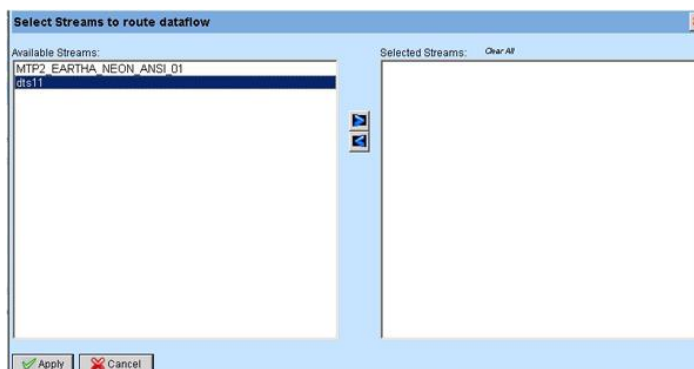 Select Streams to route dataflow
Available Streams:
MTP2_EARTHA_NEON_ANSI_01
dts11
Selected Streams: Clear All
Apply Cancel